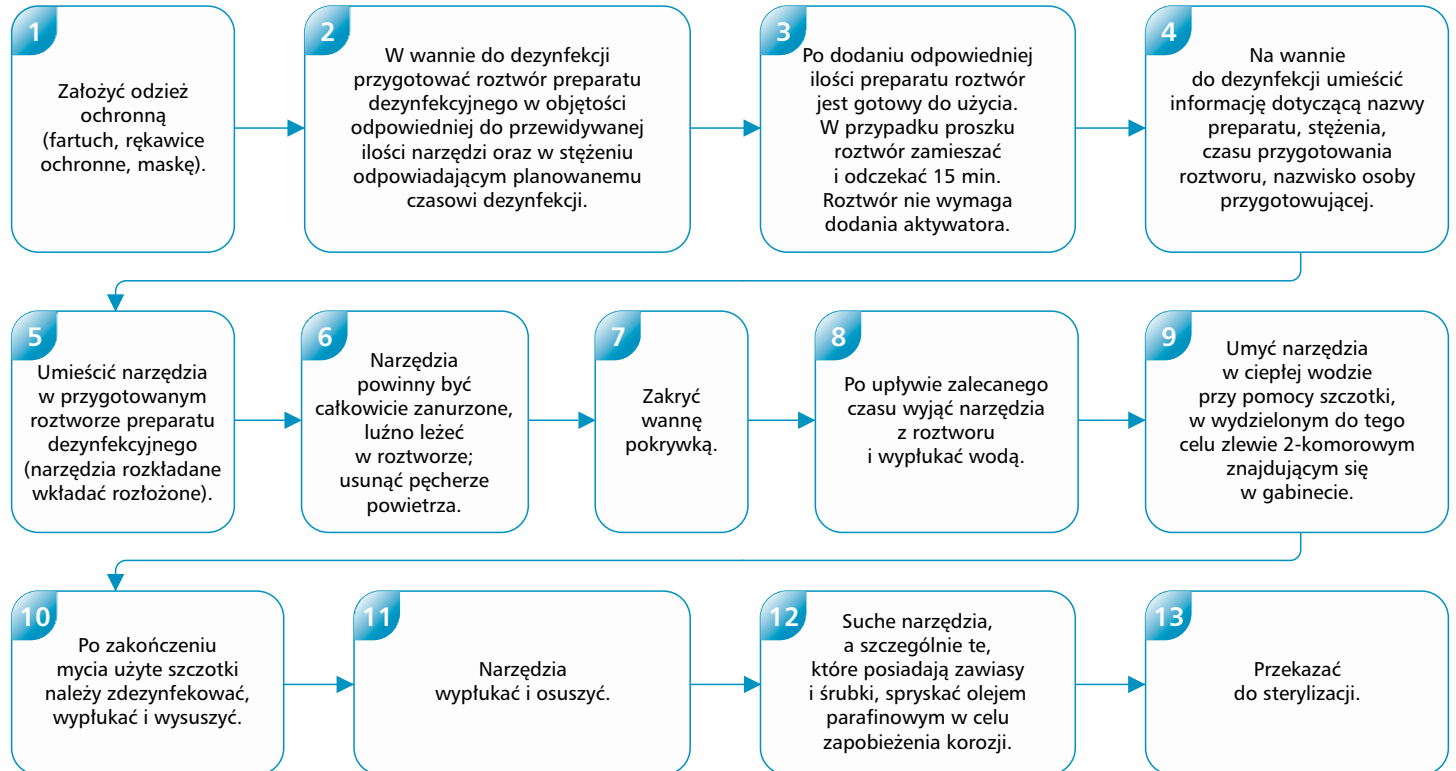 1
Założyć odzież
ochronną
(fartuch, rękawice
ochronne, maskę).
2
W wannie do dezynfekcji
przygotować roztwór preparatu
dezynfekcyjnego w objętości
odpowiedniej do przewidywanej
ilości narzędzi oraz w stężeniu
odpowiadającym planowanemu
czasowi dezynfekcji.
3
Po dodaniu odpowiedniej
ilości preparatu roztwór
jest gotowy do użycia.
W przypadku proszku
roztwór zamieszać
i odczekać 15 min.
Roztwór nie wymaga
dodania aktywatora.
4
Na wannie
do dezynfekcji umieścić
informację dotyczącą nazwy
preparatu, stężenia,
czasu przygotowania
roztworu, nazwisko osoby
przygotowującej.
5
Umieścić narzędzia
w przygotowanym
roztworze preparatu
dezynfekcyjnego
(narzędzia rozkładane
wkładać rozłożone).
6
Narzędzia
powinny być
całkowicie zanurzone,
luźno leżeć
w roztworze;
usunąć pęcherze
powietrza.
7
Zakryć
wannę
pokrywką.
8
Po upływie zalecanego
czasu wyjąć narzędzia
z roztworu
i wypłukać wodą.
9
Umyć narzędzia
w ciepłej wodzie
przy pomocy szczotki,
w wydzielonym do tego
celu zlewie 2-komorowym
znajdującym się
w gabinecie.
10
Po zakończeniu
mycia użyte szczotki
należy zdezynfekować,
wypłukać i wysuszyć.
11
Narzędzia
wypłukać i osuszyć.
12
Suche narzędzia,
a szczególnie te,
które posiadają zawiasy
i śrubki, spryskać olejem
parafinowym w celu
zapobieżenia korozji.
13
Przekazać
do sterylizacji.